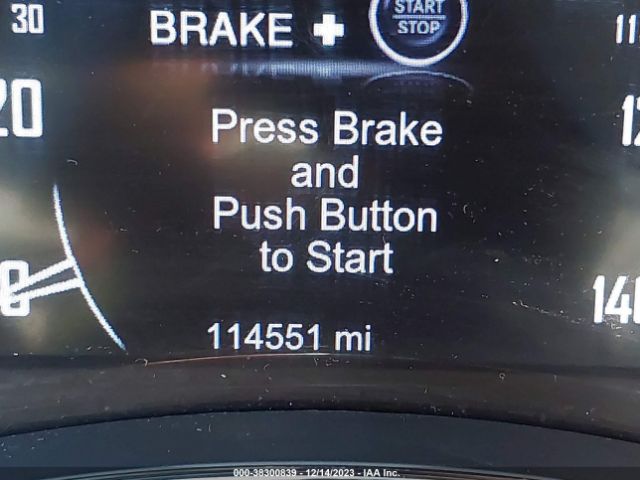 30
BRAKE +
START
STOP
Press Brake
and
Push Button
to Start
114551 mi
140
000-38300839 - 12/14/2023 - IAA Inc.